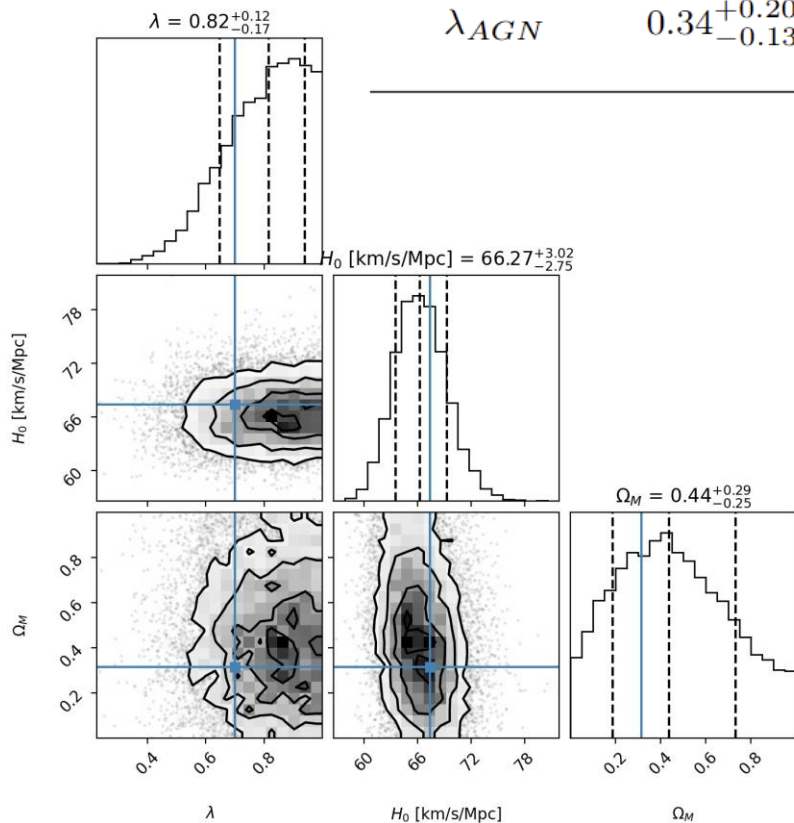 λ = 0.82^{+0.12}_{-0.17}
λ_{AGN} 0.34^{+0.20}_{-0.13}
H_0 [km/s/Mpc] = 66.27^{+3.02}_{-2.75}
H_0 [km/s/Mpc]
78
72
66
60
Ω_M = 0.44^{+0.29}_{-0.25}
Ω_M
0.8
0.6
0.4
0.2
0.4 0.8 60 66 72 78 0.2 0.4 0.6 0.8
λ H_0 [km/s/Mpc] Ω_M